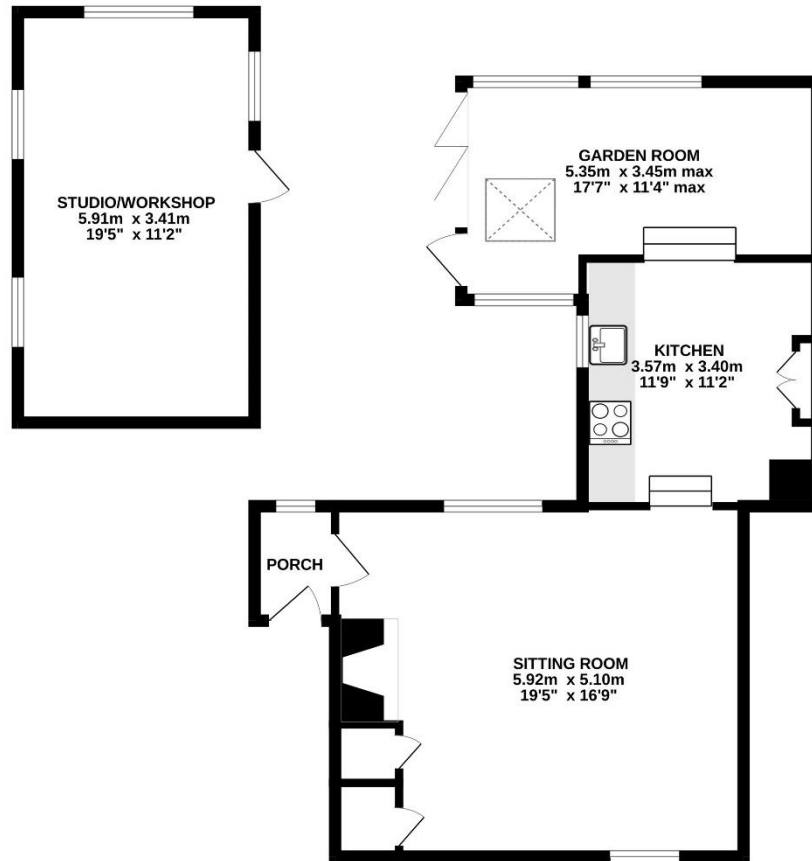 STUDIO/WORKSHOP
5.91m x 3.41m
19'5" x 11'2"
GARDEN ROOM
5.35m x 3.45m max
17'7" x 11'4" max
KITCHEN
3.57m x 3.40m
11'9" x 11'2"
PORCH
SITTING ROOM
5.92m x 5.10m
19'5" x 16'9"